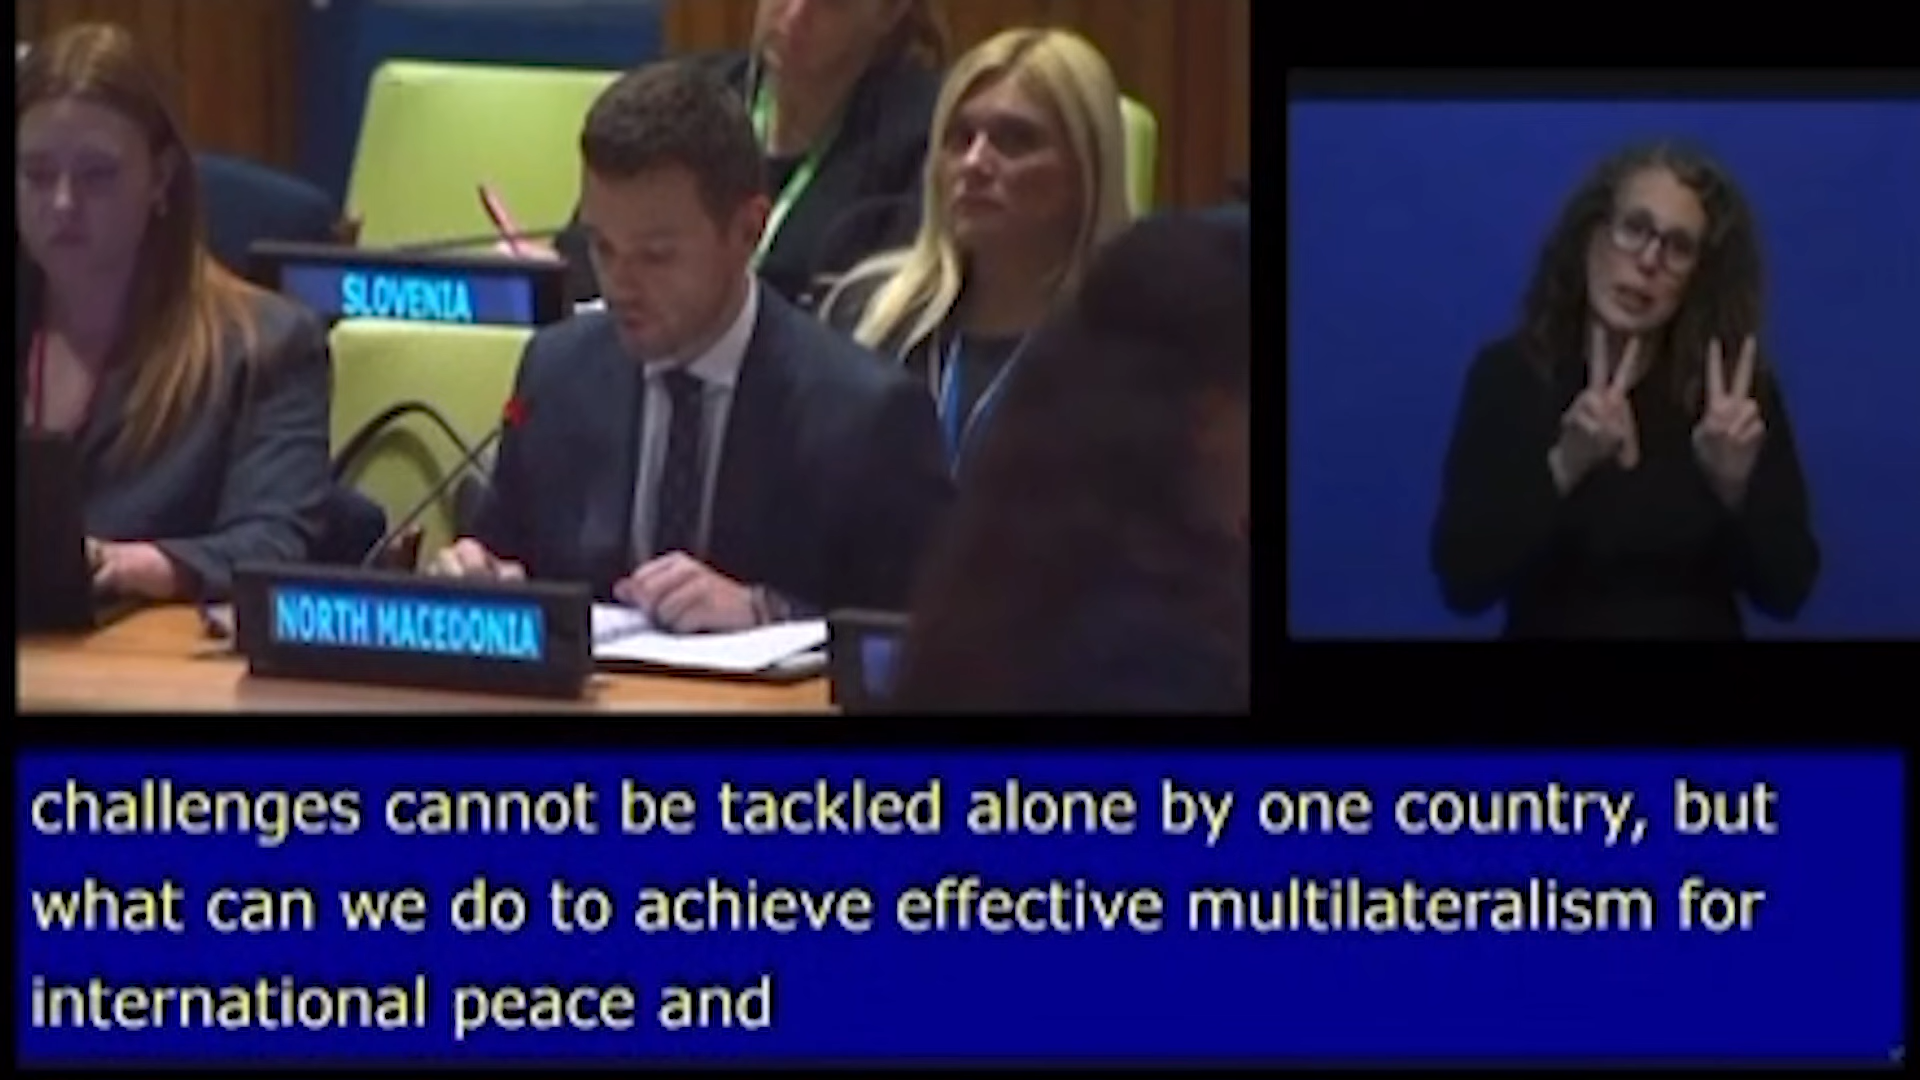 SLOVENIA
NORTH MACEDONIA
challenges cannot be tackled alone by one country, but
what can we do to achieve effective multilateralism for
international peace and